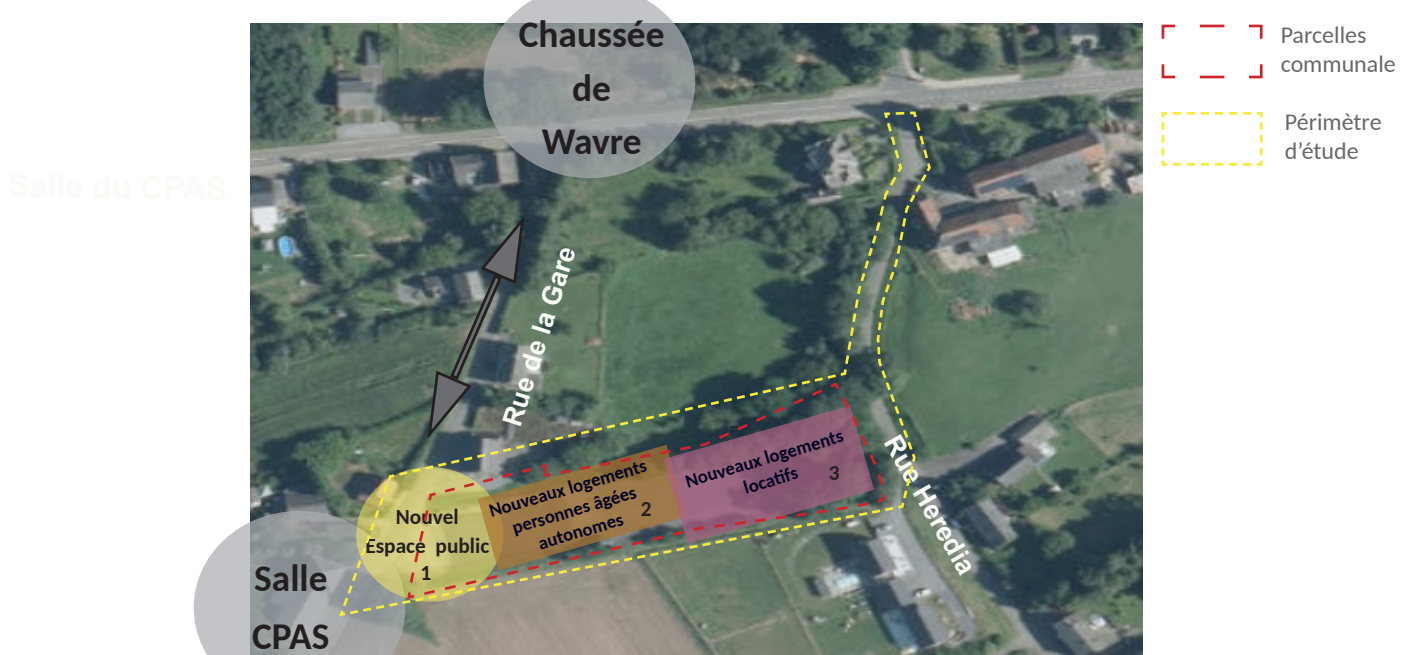 Chaussée
de
Wavre
Parcelles
communale
Périmètre
d'étude
Salle du CPAS
Rue de la Gare
Rue Heredia
Nouveaux logements
locatifs 3
1
Nouveaux logements
personnes âgées
autonomes 2
Nouvel
Espace public
1
Salle
CPAS